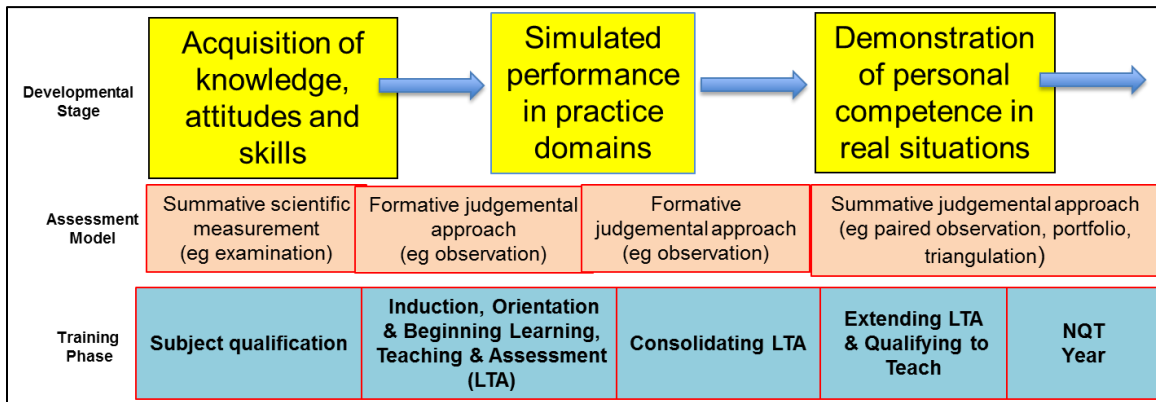 Developmental
Stage
Acquisition of
knowledge,
attitudes and
skills
Simulated
performance
in practice
domains
Demonstration
of personal
competence in
real situations
Assessment
Model
Summative scientific
measurement
(eg examination)
Formative judgemental
approach
(eg observation)
Formative
judgemental approach
(eg observation)
Summative judgemental approach
(eg paired observation, portfolio,
triangulation)
Training
Phase
Subject qualification
Induction, Orientation
& Beginning Learning,
Teaching & Assessment
(LTA)
Consolidating LTA
Extending LTA
& Qualifying to
Teach
NQT
Year